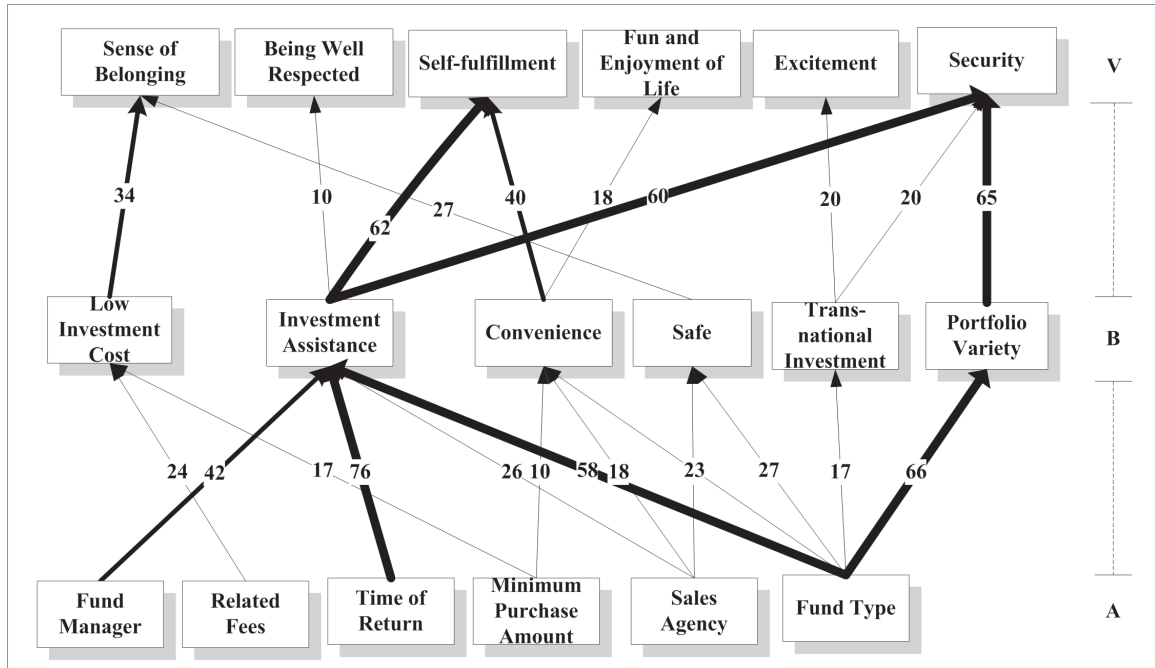 Sense of
Belonging
Being Well
Respected
Self-fulfillment
Fun and
Enjoyment of
Life
Excitement
Security
V
34
10
62
40
27
18
60
20
20
65
Low
Investment
Cost
Investment
Assistance
Convenience
Safe
Trans-
national
Investment
Portfolio
Variety
B
24
42
17
76
26
10
58
18
23
27
17
66
Fund
Manager
Related
Fees
Time of
Return
Minimum
Purchase
Amount
Sales
Agency
Fund Type
A